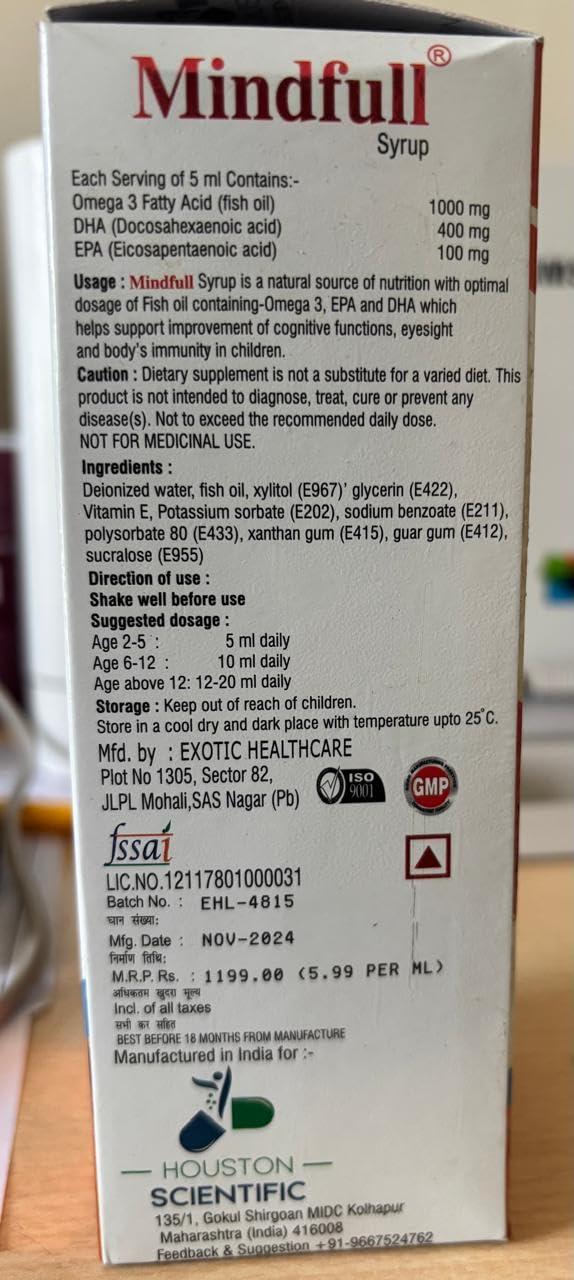 Mindfull®
Syrup
Each Serving of 5 ml Contains:-
Omega 3 Fatty Acid (fish oil) 1000 mg
DHA (Docosahexaenoic acid) 400 mg
EPA (Eicosapentaenoic acid) 100 mg
Usage : Mindfull Syrup is a natural source of nutrition with optimal
dosage of Fish oil containing-Omega 3, EPA and DHA which
helps support improvement of cognitive functions, eyesight
and body's immunity in children.
Caution : Dietary supplement is not a substitute for a varied diet. This
product is not intended to diagnose, treat, cure or prevent any
disease(s). Not to exceed the recommended daily dose.
NOT FOR MEDICINAL USE.
Ingredients :
Deionized water, fish oil, xylitol (E967)' glycerin (E422),
Vitamin E, Potassium sorbate (E202), sodium benzoate (E211),
polysorbate 80 (E433), xanthan gum (E415), guar gum (E412),
sucralose (E955)
Direction of use :
Shake well before use
Suggested dosage :
Age 2-5 : 5 ml daily
Age 6-12 : 10 ml daily
Age above 12: 12-20 ml daily
Storage : Keep out of reach of children.
Store in a cool dry and dark place with temperature upto 25°C.
Mfd. by : EXOTIC HEALTHCARE
Plot No 1305, Sector 82,
JLPL Mohali,SAS Nagar (Pb)
ISO
9001
GMP
fssai
LIC.NO.12117801000031
Batch No. : EHL-4815
घान संख्या:
Mfg. Date : NOV-2024
निर्माण तिथि:
M.R.P. Rs. : 1199.00 (5.99 PER ML)
अधिकतम खुदरा मूल्य
Incl. of all taxes
सभी कर सहित
BEST BEFORE 18 MONTHS FROM MANUFACTURE
Manufactured in India for :-
HOUSTON
SCIENTIFIC
135/1, Gokul Shirgoan MIDC Kolhapur
Maharashtra (India) 416008
Feedback & Suggestion +91-9667524762